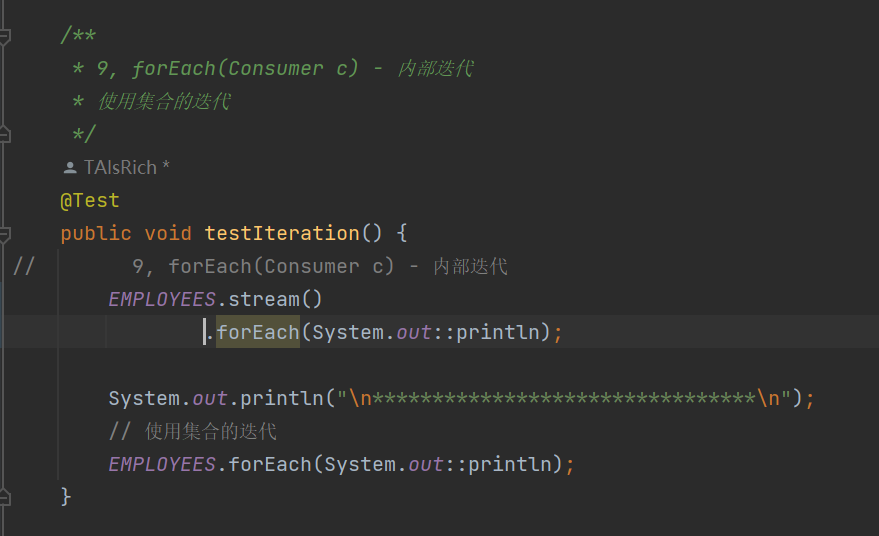 /**
 * 9, forEach(Consumer c) - 内部迭代
 * 使用集合的迭代
 */
TAIsRich *
@Test
public void testIteration() {
//        9, forEach(Consumer c) - 内部迭代
    EMPLOYEES.stream()
            .forEach(System.out::println);
    System.out.println("\n********************************\n");
    // 使用集合的迭代
    EMPLOYEES.forEach(System.out::println);
}